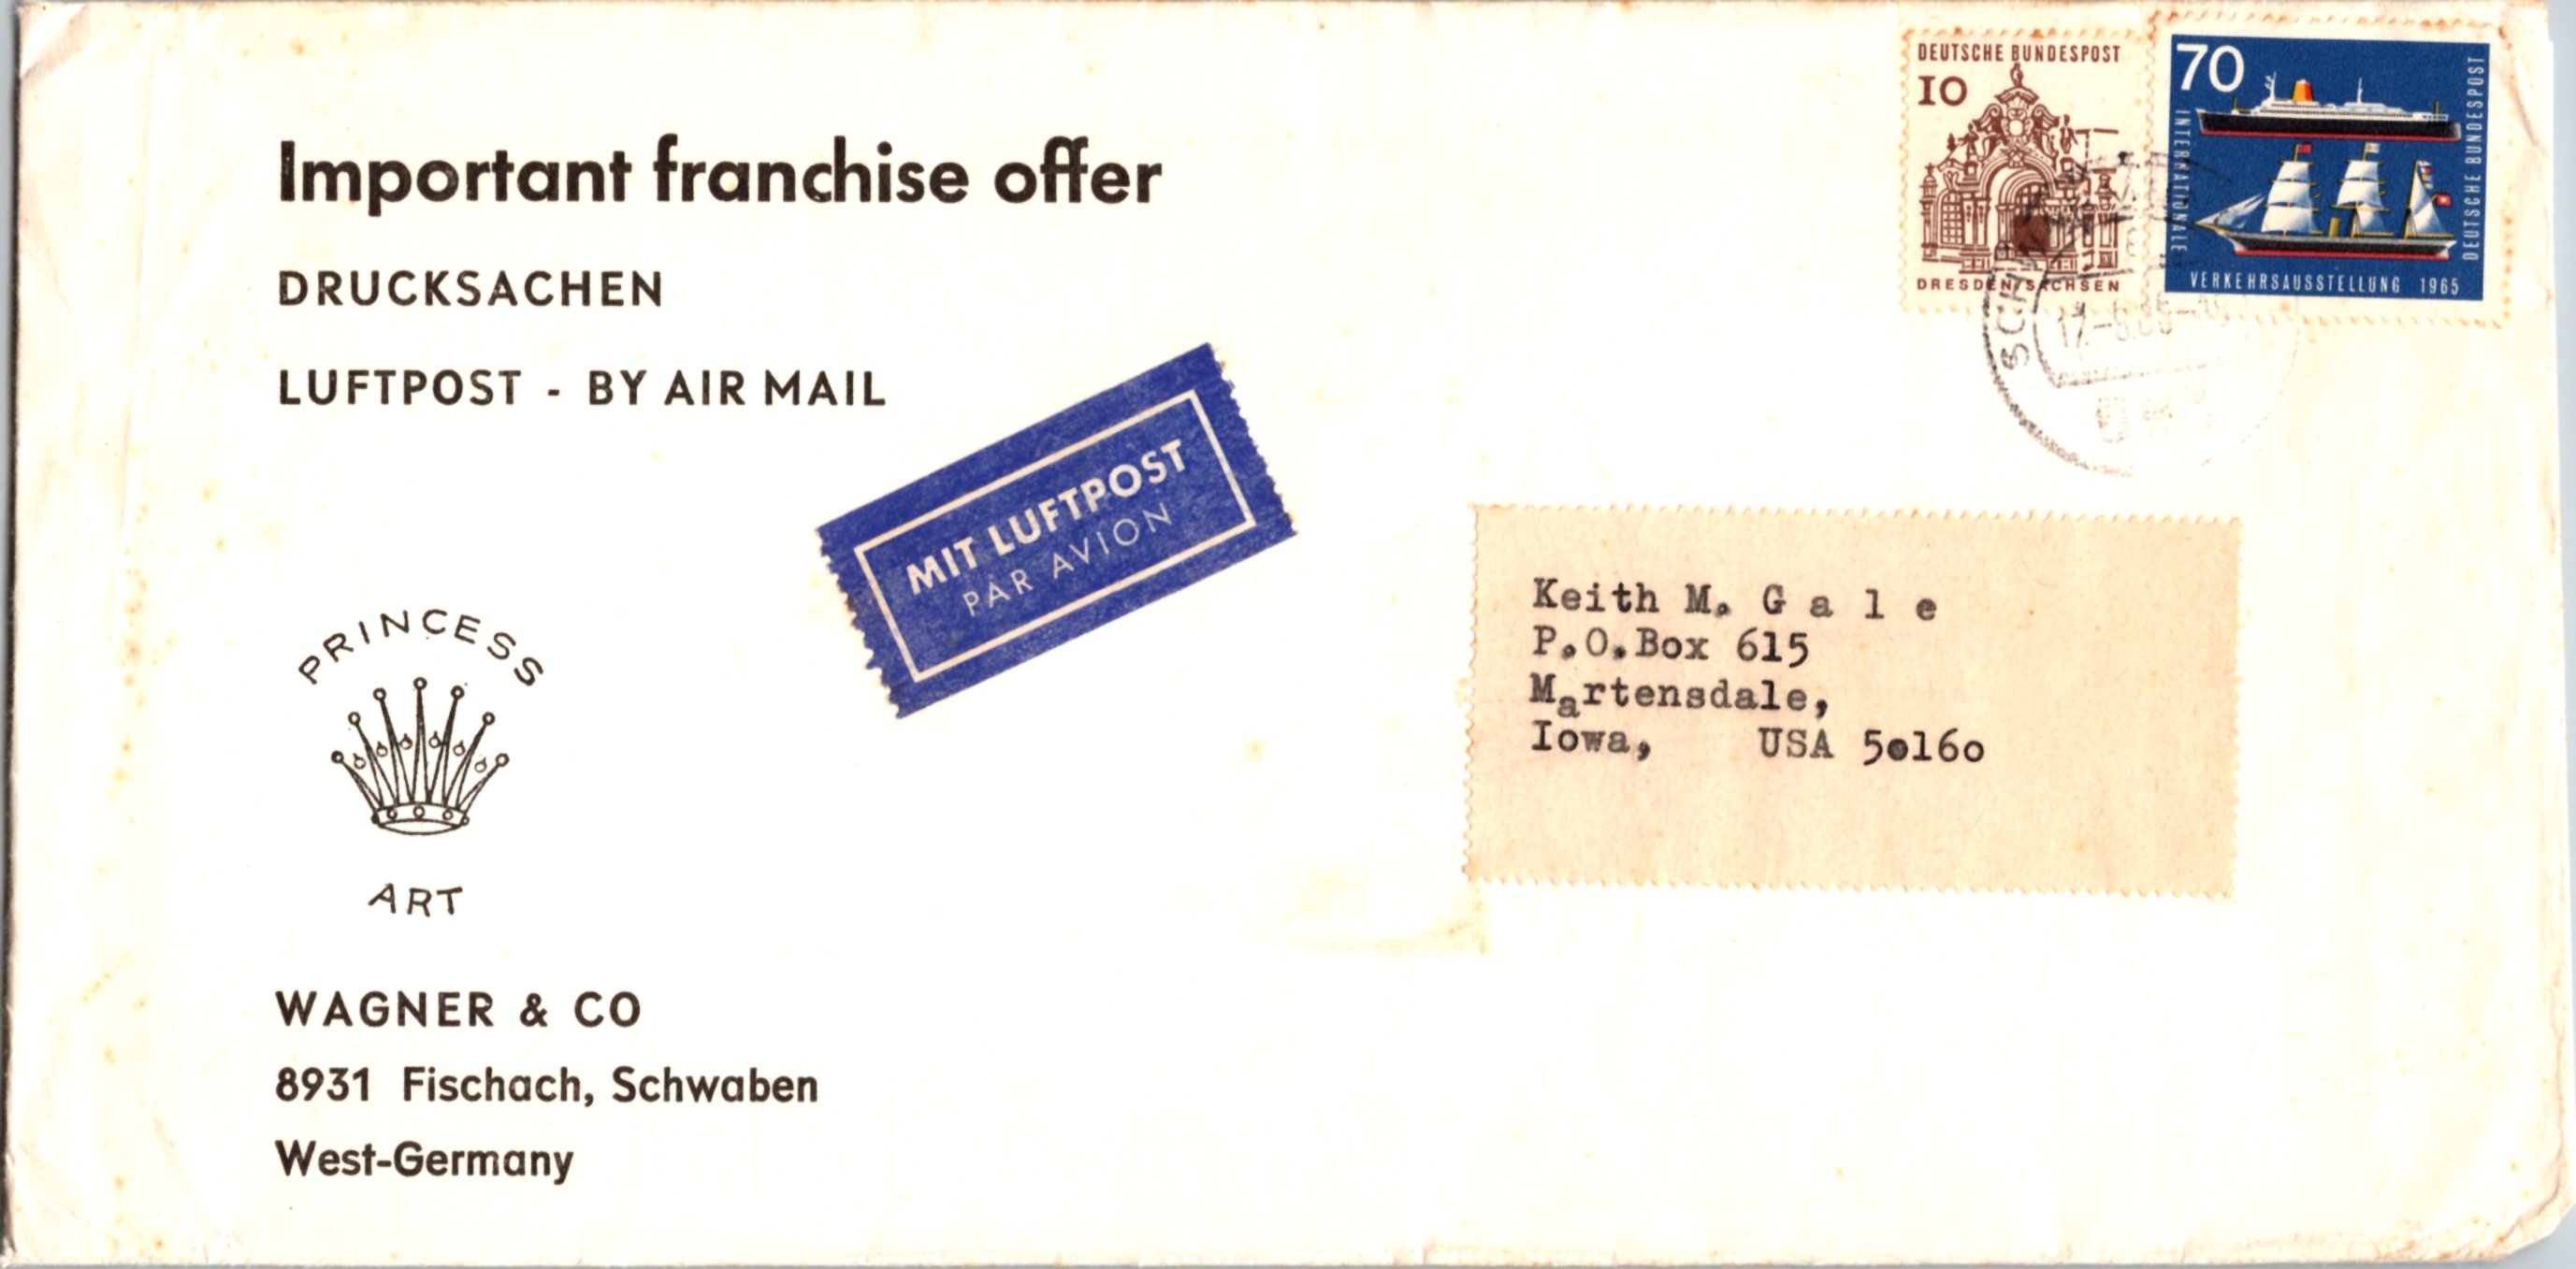 Important franchise offer
DRUCKSACHEN
LUFTPOST - BY AIR MAIL
MIT LUFTPOST
PAR AVION
PRINCESS
ART
WAGNER & CO
8931 Fischach, Schwaben
West-Germany
DEUTSCHE BUNDESPOST
10
DRESDEN/SACHSEN
70
INTERNATIONALE
VERKEHRSAUSSTELLUNG 1965
DEUTSCHE BUNDESPOST
Keith M. G a l e
P.O.Box 615
Martensdale,
Iowa, USA 50160